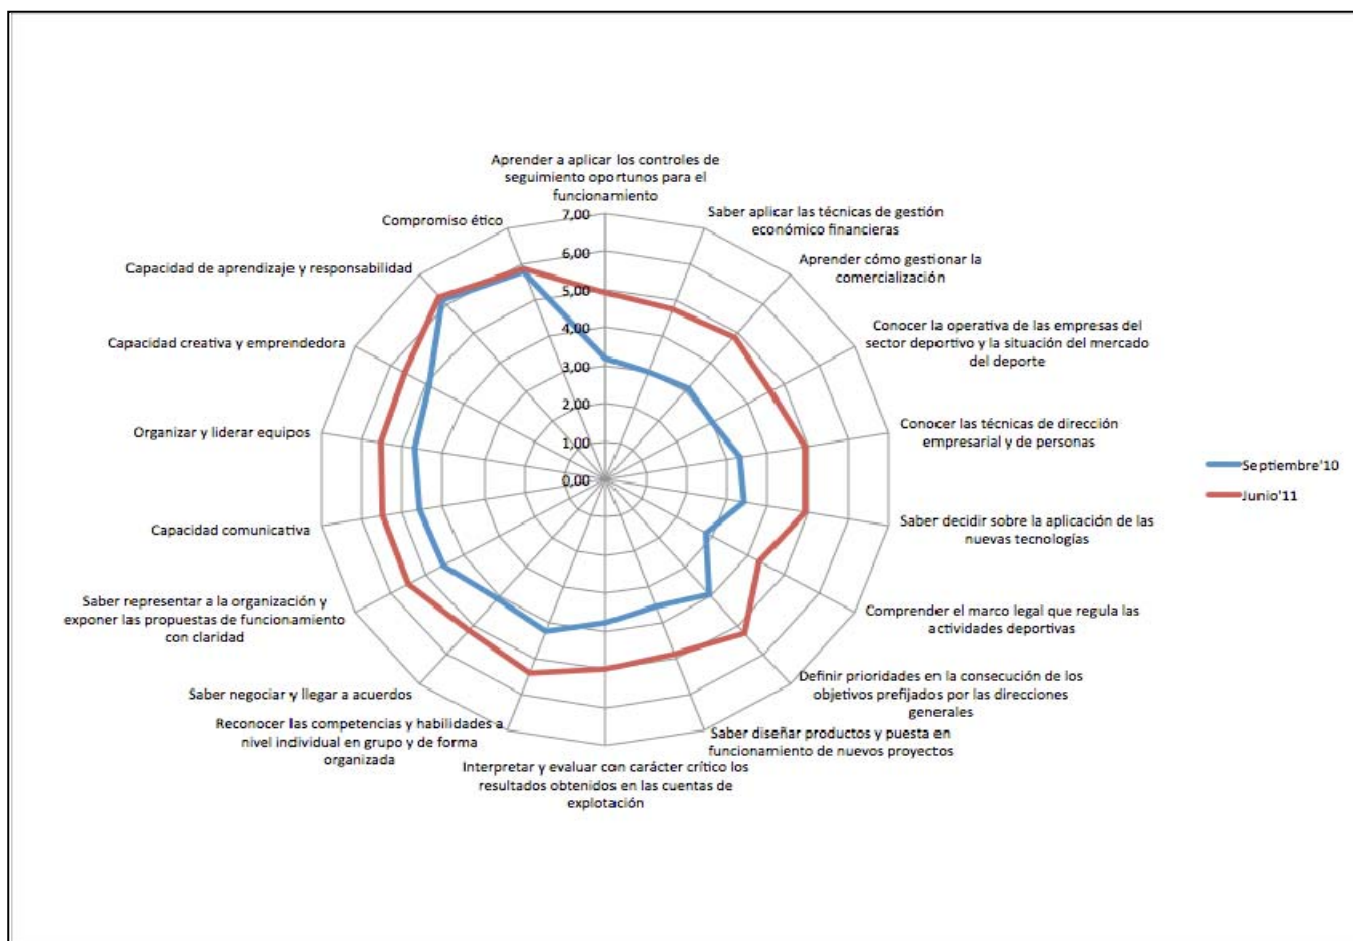 Aprender a aplicar los controles de
seguimiento oportunos para el
funcionamiento
Saber aplicar las técnicas de gestión
económico financieras
Aprender cómo gestionar la
comercialización
Conocer la operativa de las empresas del
sector deportivo y la situación del mercado
del deporte
Conocer las técnicas de dirección
empresarial y de personas
Saber decidir sobre la aplicación de las
nuevas tecnologías
Comprender el marco legal que regula las
actividades deportivas
Definir prioridades en la consecución de los
objetivos prefijados por las direcciones
generales
Saber diseñar productos y puesta en
funcionamiento de nuevos proyectos
Interpretar y evaluar con carácter crítico los
resultados obtenidos en las cuentas de
explotación
Reconocer las competencias y habilidades a
nivel individual en grupo y de forma
organizada
Saber negociar y llegar a acuerdos
Saber representar a la organización y
exponer las propuestas de funcionamiento
con claridad
Capacidad comunicativa
Organizar y liderar equipos
Capacidad creativa y emprendedora
Capacidad de aprendizaje y responsabilidad
Compromiso ético
7,00
6,00
5,00
4,00
3,00
2,00
1,00
0,00
Septiembre'10
Junio'11